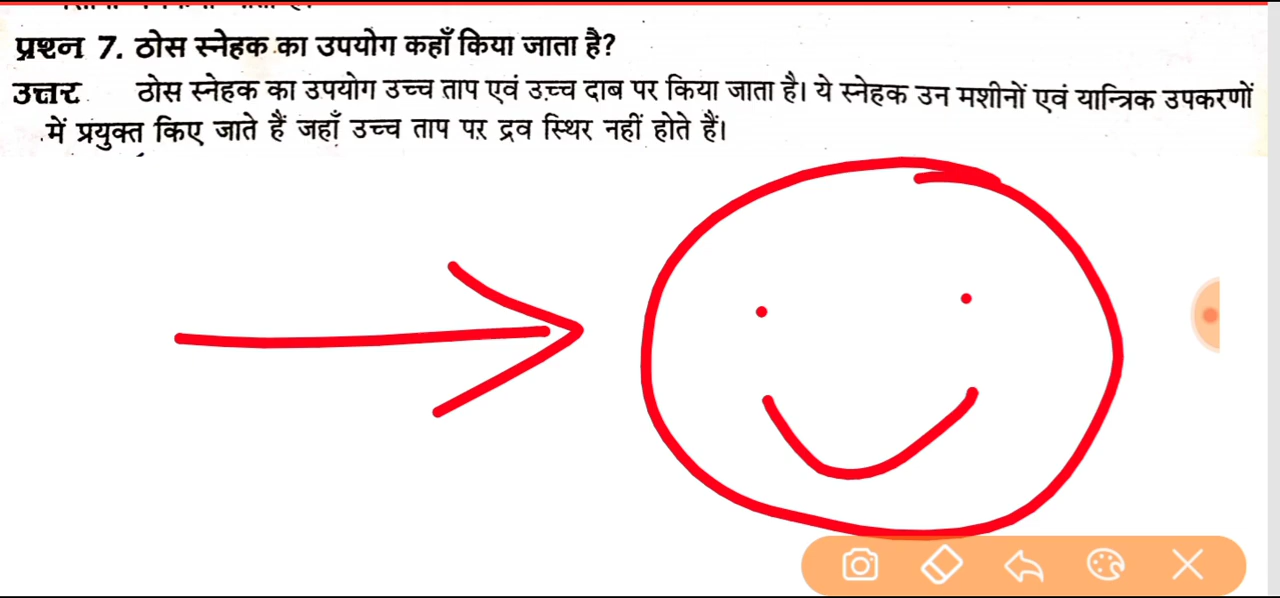 प्रश्न 7. ठोस स्नेहक का उपयोग कहाँ किया जाता है?
उत्तर ठोस स्नेहक का उपयोग उच्च ताप एवं उच्च दाब पर किया जाता है। ये स्नेहक उन मशीनों एवं यान्त्रिक उपकरणों
में प्रयुक्त किए जाते हैं जहाँ उच्च ताप पर द्रव स्थिर नहीं होते हैं।